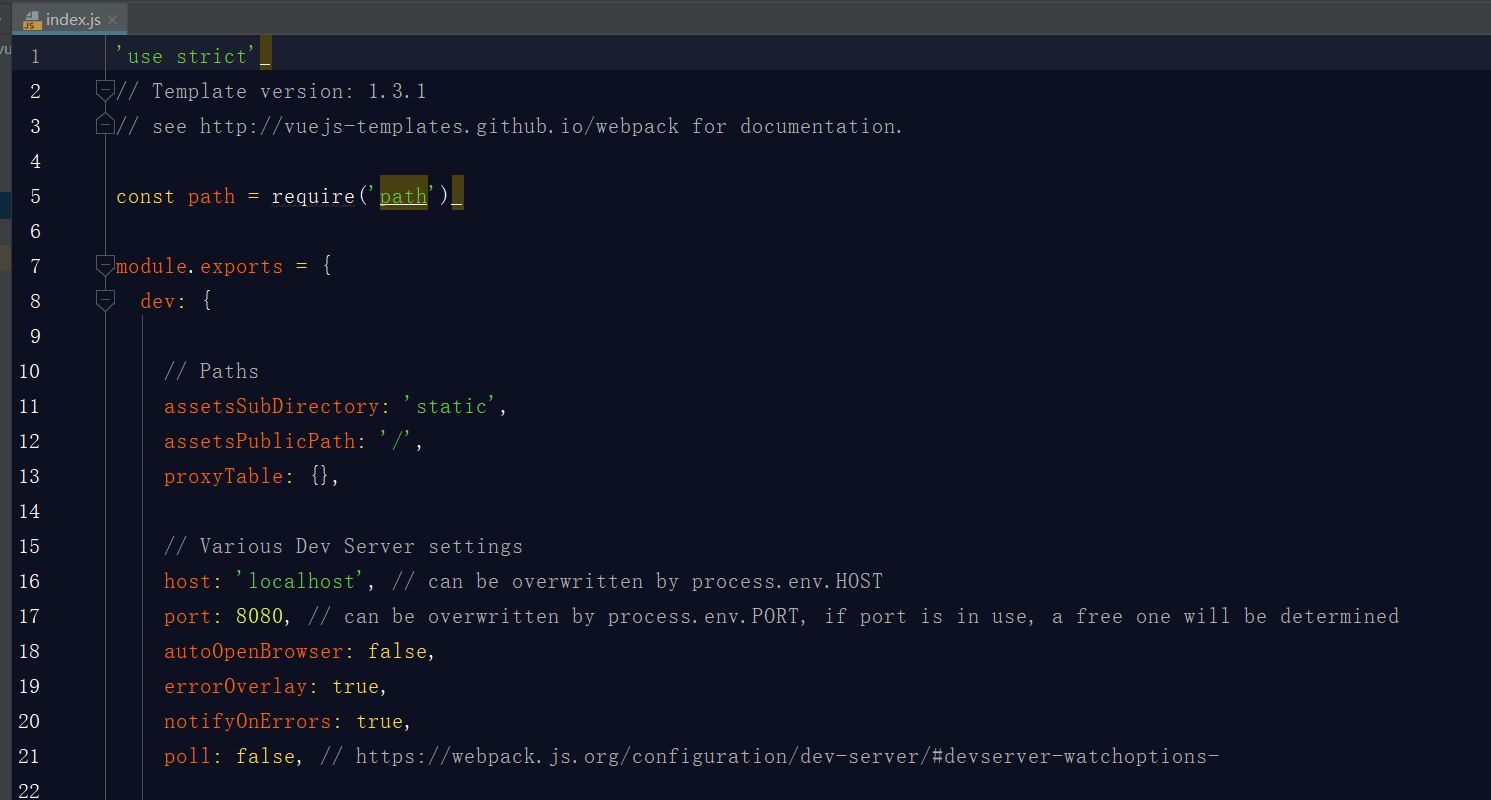 index.js
vu
1 'use strict'
2 // Template version: 1.3.1
3 // see http://vuejs-templates.github.io/webpack for documentation.
4
5 const path = require('path')
6
7 module.exports = {
8 dev: {
9
10 // Paths
11 assetsSubDirectory: 'static',
12 assetsPublicPath: '/',
13 proxyTable: {},
14
15 // Various Dev Server settings
16 host: 'localhost', // can be overwritten by process.env.HOST
17 port: 8080, // can be overwritten by process.env.PORT, if port is in use, a free one will be determined
18 autoOpenBrowser: false,
19 errorOverlay: true,
20 notifyOnErrors: true,
21 poll: false, // https://webpack.js.org/configuration/dev-server/#devserver-watchoptions-
22